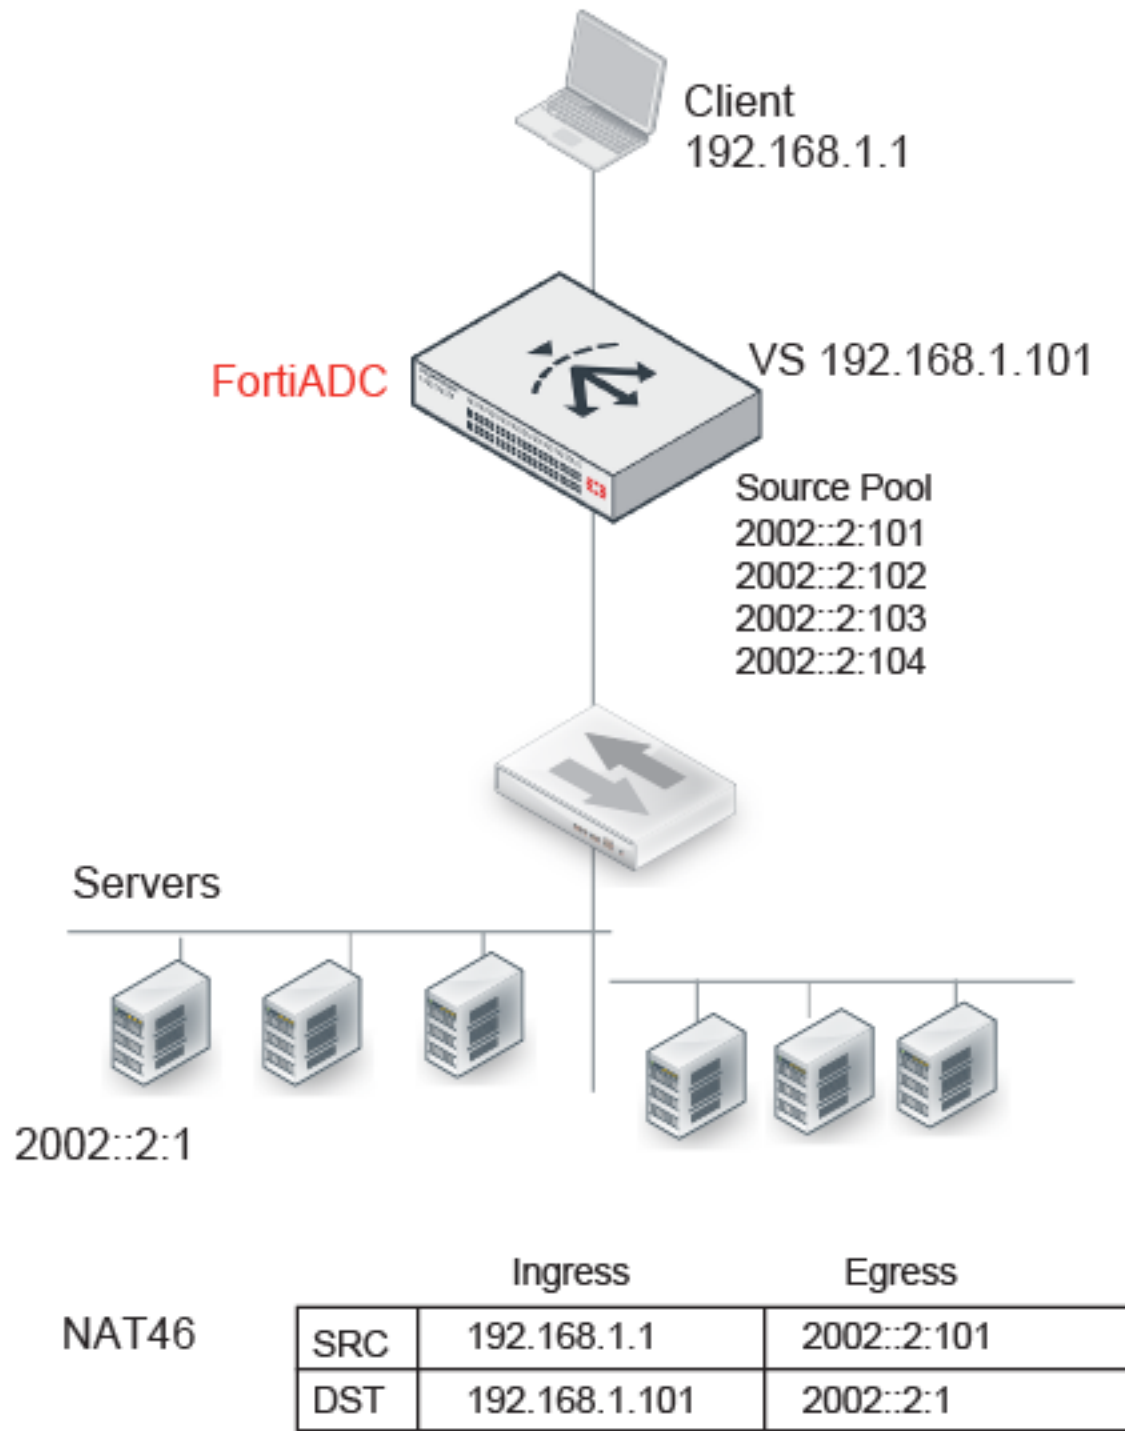 Client
192.168.1.1
FortiADC
VS 192.168.1.101
Source Pool
2002::2:101
2002::2:102
2002::2:103
2002::2:104
Servers
2002::2:1
Ingress Egress
NAT46
SRC 192.168.1.1 2002::2:101
DST 192.168.1.101 2002::2:1